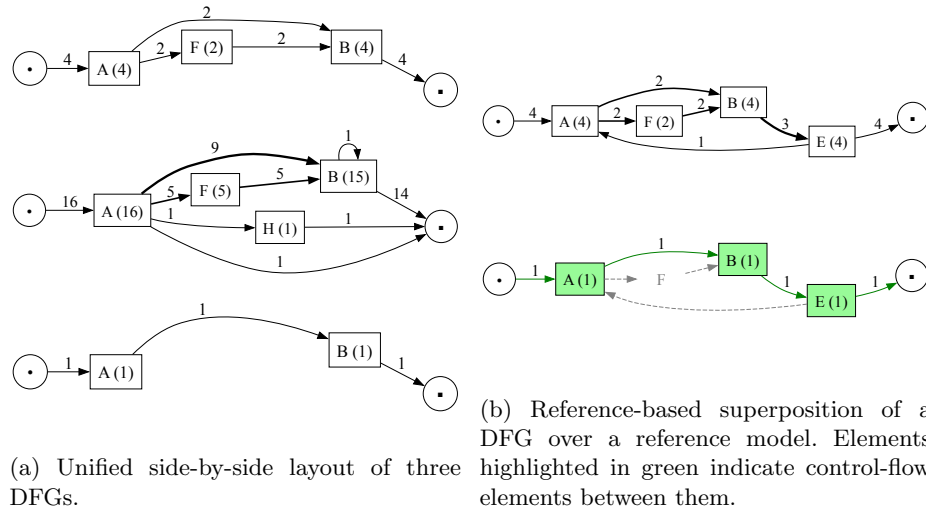 2
4
A (4)
2
F (2)
2
B (4)
4
9
1
16
A (16)
5
F (5)
5
B (15)
14
1
H (1)
1
1
1
A (1)
1
B (1)
1
(a) Unified side-by-side layout of three
DFGs.
4
A (4)
2
2
F (2)
2
B (4)
3
1
E (4)
4
1
A (1)
1
F
B (1)
1
E (1)
1
(b) Reference-based superposition of a
DFG over a reference model. Elements
highlighted in green indicate control-flow
elements between them.